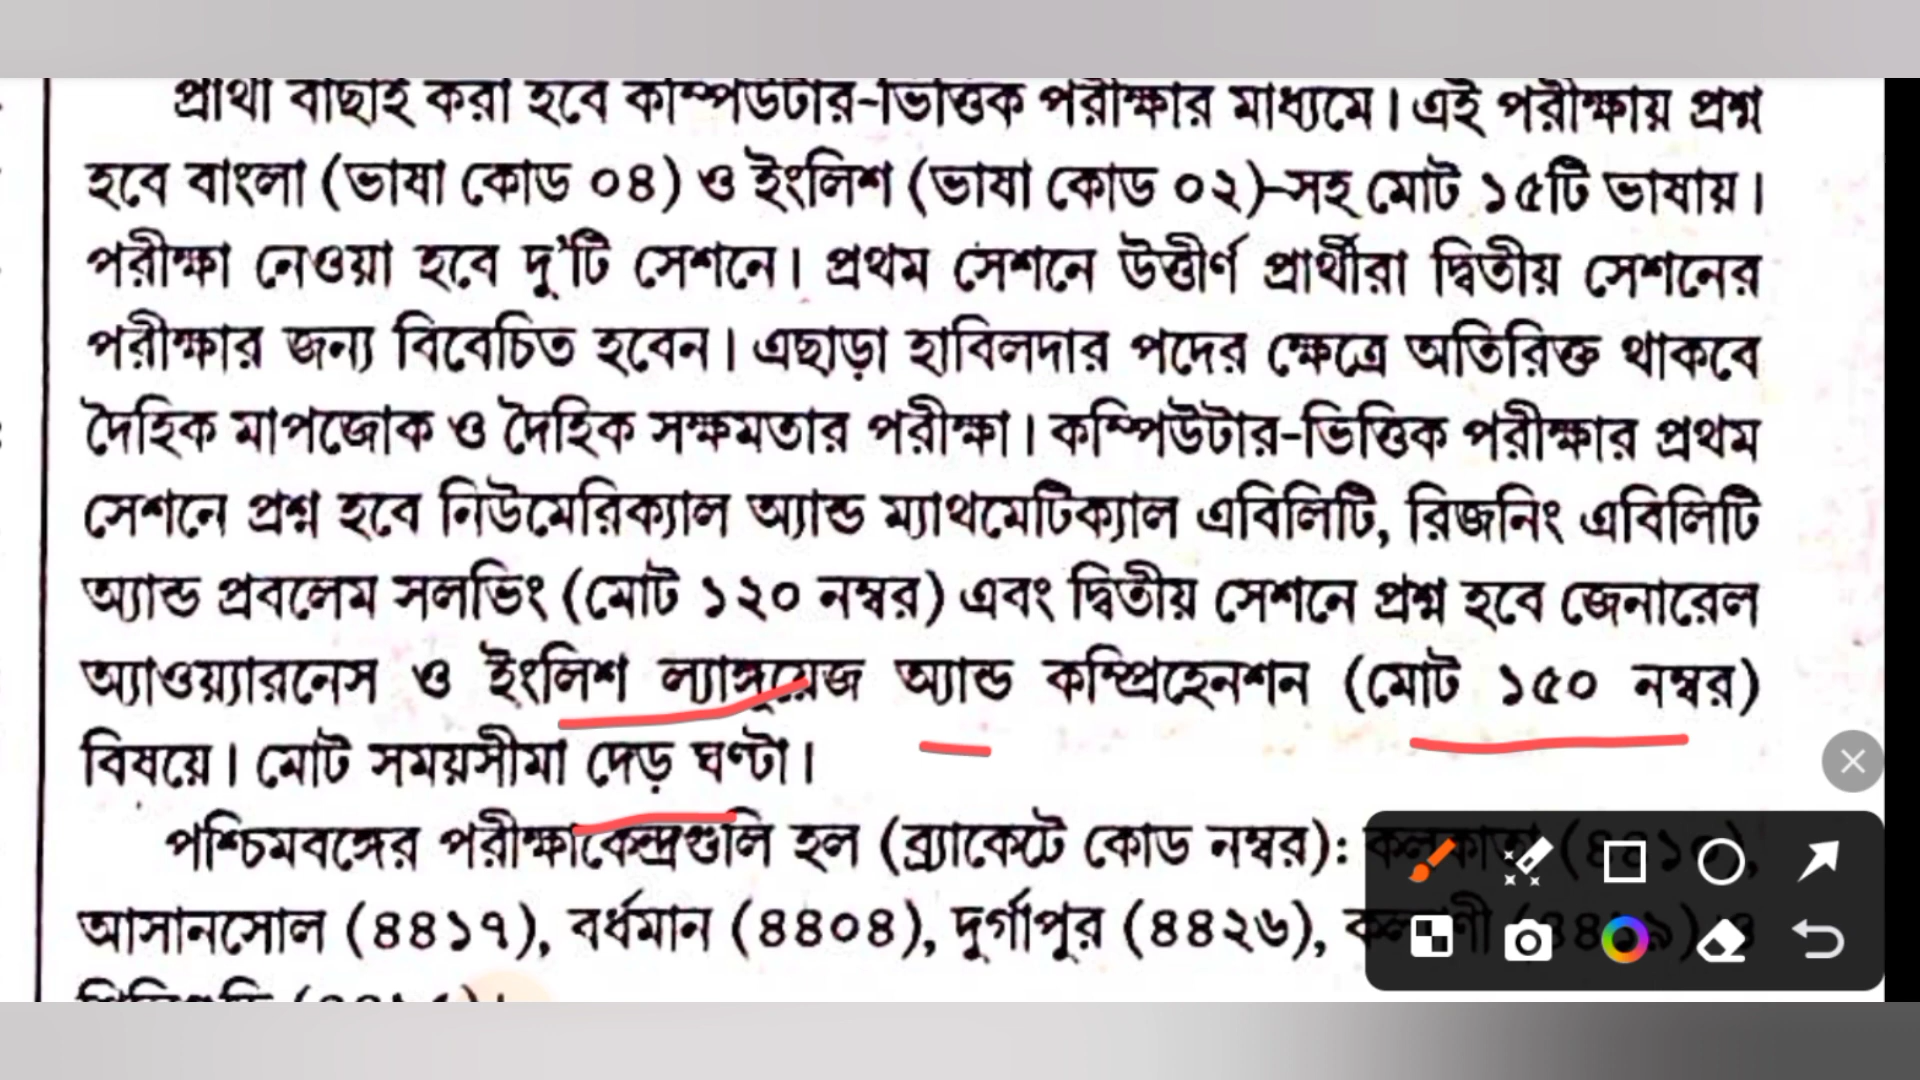 প্রার্থী বাছাই করা হবে কম্পিউটার-ভিত্তিক পরীক্ষার মাধ্যমে। এই পরীক্ষায় প্রশ্ন
হবে বাংলা (ভাষা কোড ০৪) ও ইংলিশ (ভাষা কোড ০২)-সহ মোট ১৫টি ভাষায়।
পরীক্ষা নেওয়া হবে দু'টি সেশনে। প্রথম সেশনে উত্তীর্ণ প্রার্থীরা দ্বিতীয় সেশনের
পরীক্ষার জন্য বিবেচিত হবেন। এছাড়া হাবিলদার পদের ক্ষেত্রে অতিরিক্ত থাকবে
দৈহিক মাপজোক ও দৈহিক সক্ষমতার পরীক্ষা। কম্পিউটার-ভিত্তিক পরীক্ষার প্রথম
সেশনে প্রশ্ন হবে নিউমেরিক্যাল অ্যান্ড ম্যাথমেটিক্যাল এবিলিটি, রিজনিং এবিলিটি
অ্যান্ড প্রবলেম সলভিং (মোট ১২০ নম্বর) এবং দ্বিতীয় সেশনে প্রশ্ন হবে জেনারেল
অ্যাওয়্যারনেস ও ইংলিশ ল্যাঙ্গুয়েজ অ্যান্ড কম্প্রিহেনশন (মোট ১৫০ নম্বর)
বিষয়ে। মোট সময়সীমা দেড় ঘণ্টা।
পশ্চিমবঙ্গের পরীক্ষাকেন্দ্রগুলি হল (ব্র্যাকেটে কোড নম্বর): কলকাতা (৪৪১০),
আসানসোল (৪৪১৭), বর্ধমান (৪৪০৪), দুর্গাপুর (৪৪২৬), কল্যাণী (৪৪১৯) ও